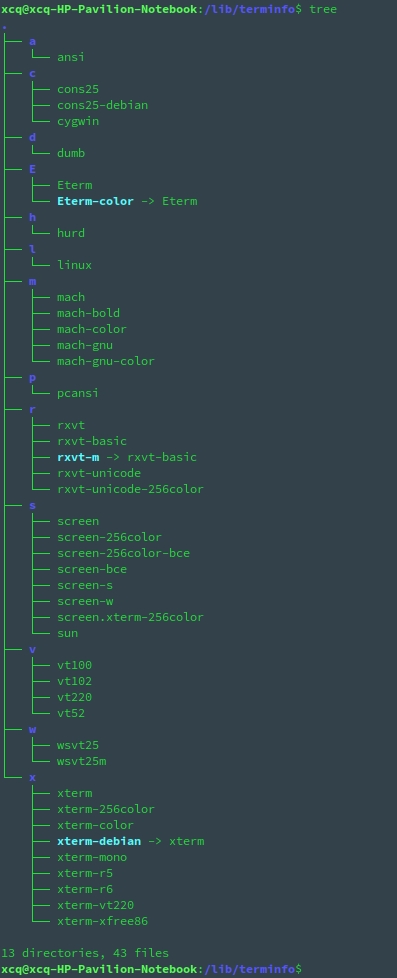 xcq@xcq-HP-Pavilion-Notebook:/lib/terminfo$ tree
.
├── a
│   └── ansi
├── c
│   ├── cons25
│   ├── cons25-debian
│   └── cygwin
├── d
│   └── dumb
├── E
│   ├── Eterm
│   └── Eterm-color -> Eterm
├── h
│   └── hurd
├── l
│   └── linux
├── m
│   ├── mach
│   ├── mach-bold
│   ├── mach-color
│   ├── mach-gnu
│   └── mach-gnu-color
├── p
│   └── pcansi
├── r
│   ├── rxvt
│   ├── rxvt-basic
│   ├── rxvt-m -> rxvt-basic
│   ├── rxvt-unicode
│   └── rxvt-unicode-256color
├── s
│   ├── screen
│   ├── screen-256color
│   ├── screen-256color-bce
│   ├── screen-bce
│   ├── screen-s
│   ├── screen-w
│   ├── screen.xterm-256color
│   └── sun
├── v
│   ├── vt100
│   ├── vt102
│   ├── vt220
│   └── vt52
├── w
│   ├── wsvt25
│   └── wsvt25m
└── x
    ├── xterm
    ├── xterm-256color
    ├── xterm-color
    ├── xterm-debian -> xterm
    ├── xterm-mono
    ├── xterm-r5
    ├── xterm-r6
    ├── xterm-vt220
    └── xterm-xfree86

13 directories, 43 files
xcq@xcq-HP-Pavilion-Notebook:/lib/terminfo$